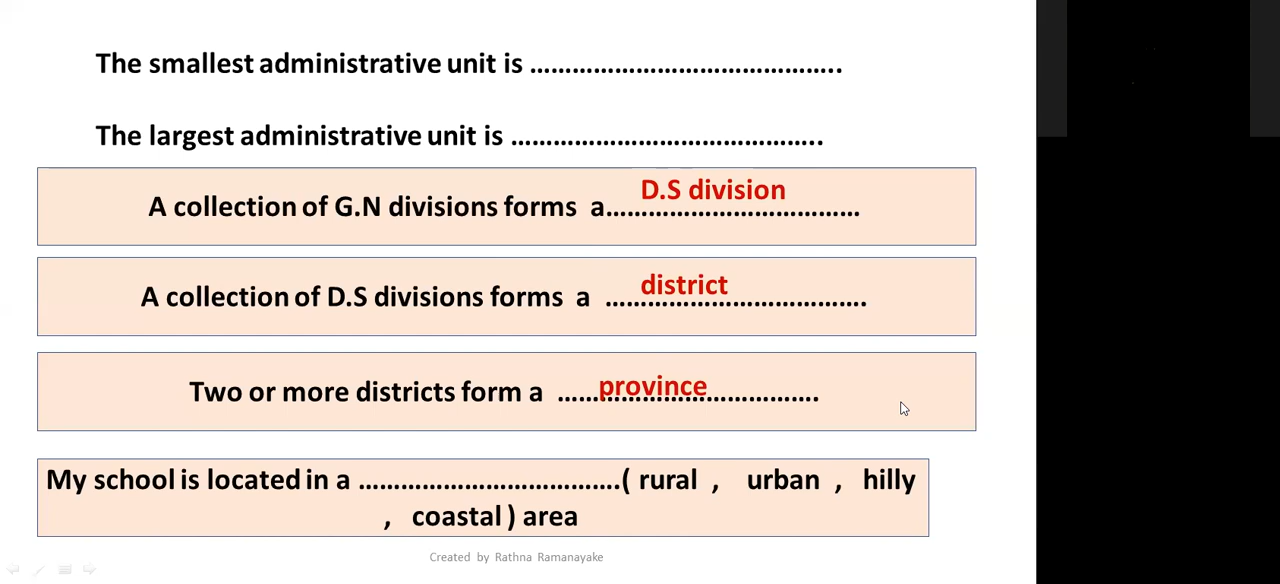 The smallest administrative unit is ……………………………………..
The largest administrative unit is ……………………………………..
D.S division
A collection of G.N divisions forms a………………………………
district
A collection of D.S divisions forms a ……………………………….
province
Two or more districts form a ……………………………….
My school is located in a ……………………………….( rural , urban , hilly
, coastal ) area
Created by Rathna Ramanayake